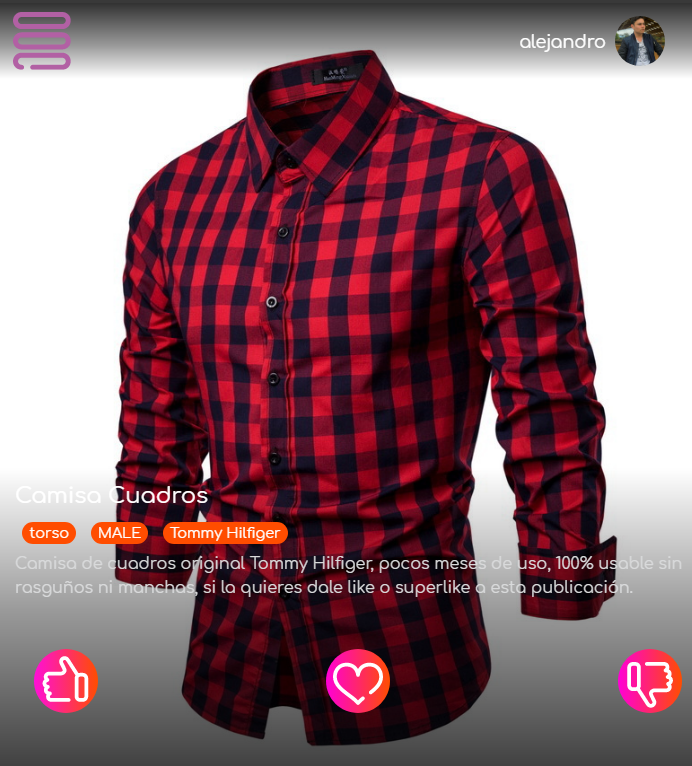 alejandro
Camisa Cuadros
torso MALE Tommy Hilfiger
Camisa de cuadros original Tommy Hilfiger, pocos meses de uso, 100% usable sin
rasguños ni manchas, si la quieres dale like o superlike a esta publicación.